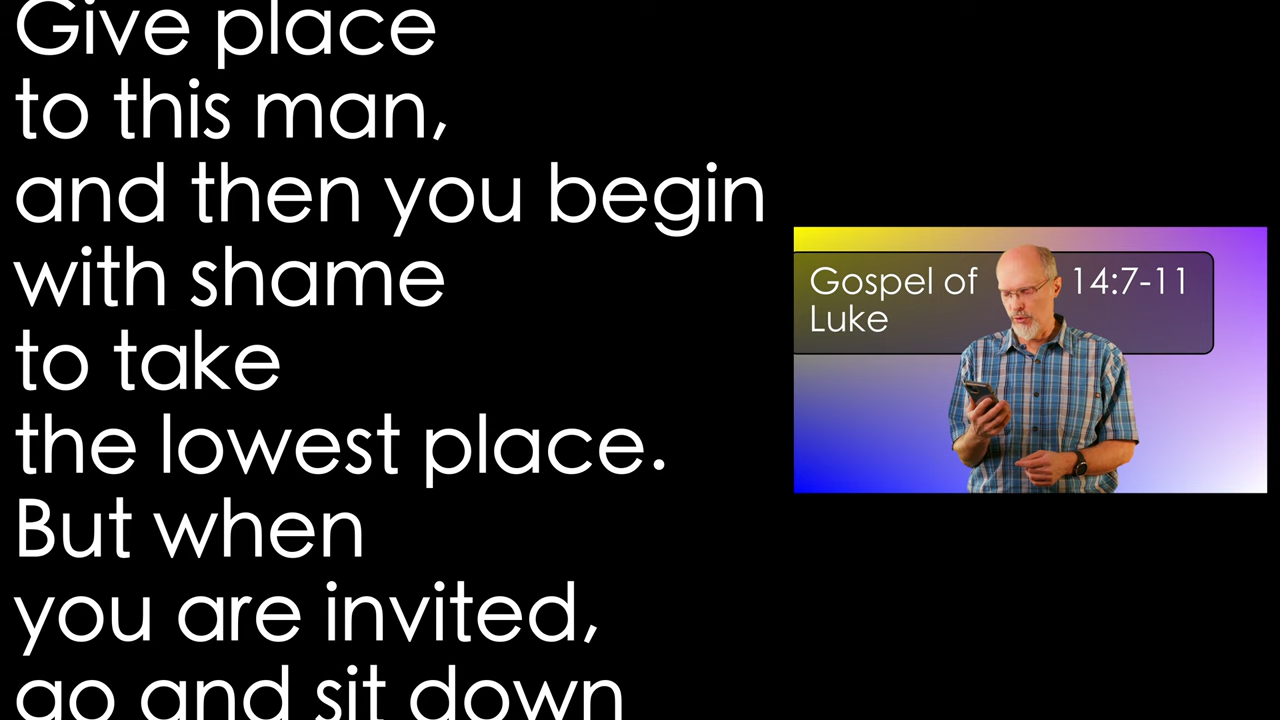 Give place
to this man,
and then you begin
with shame
to take
the lowest place.
But when
you are invited,
go and sit down
Gospel of 14:7-11
Luke